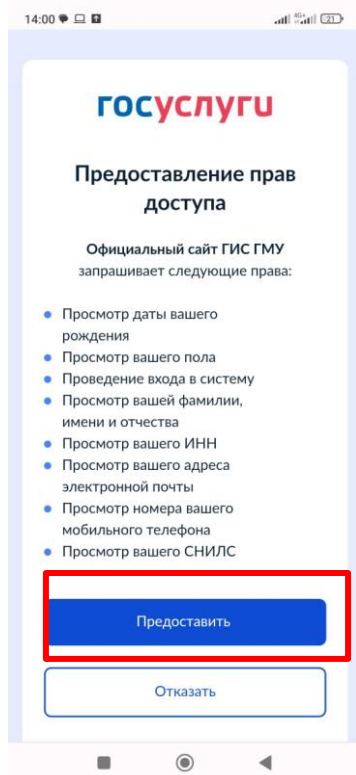 14:00
4G+
21
госуслуги
Предоставление прав
доступа
Официальный сайт ГИС ГМУ
запрашивает следующие права:
Просмотр даты вашего
рождения
Просмотр вашего пола
Проведение входа в систему
Просмотр вашей фамилии,
имени и отчества
Просмотр вашего ИНН
Просмотр вашего адреса
электронной почты
Просмотр номера вашего
мобильного телефона
Просмотр вашего СНИЛС
Предоставить
Отказать